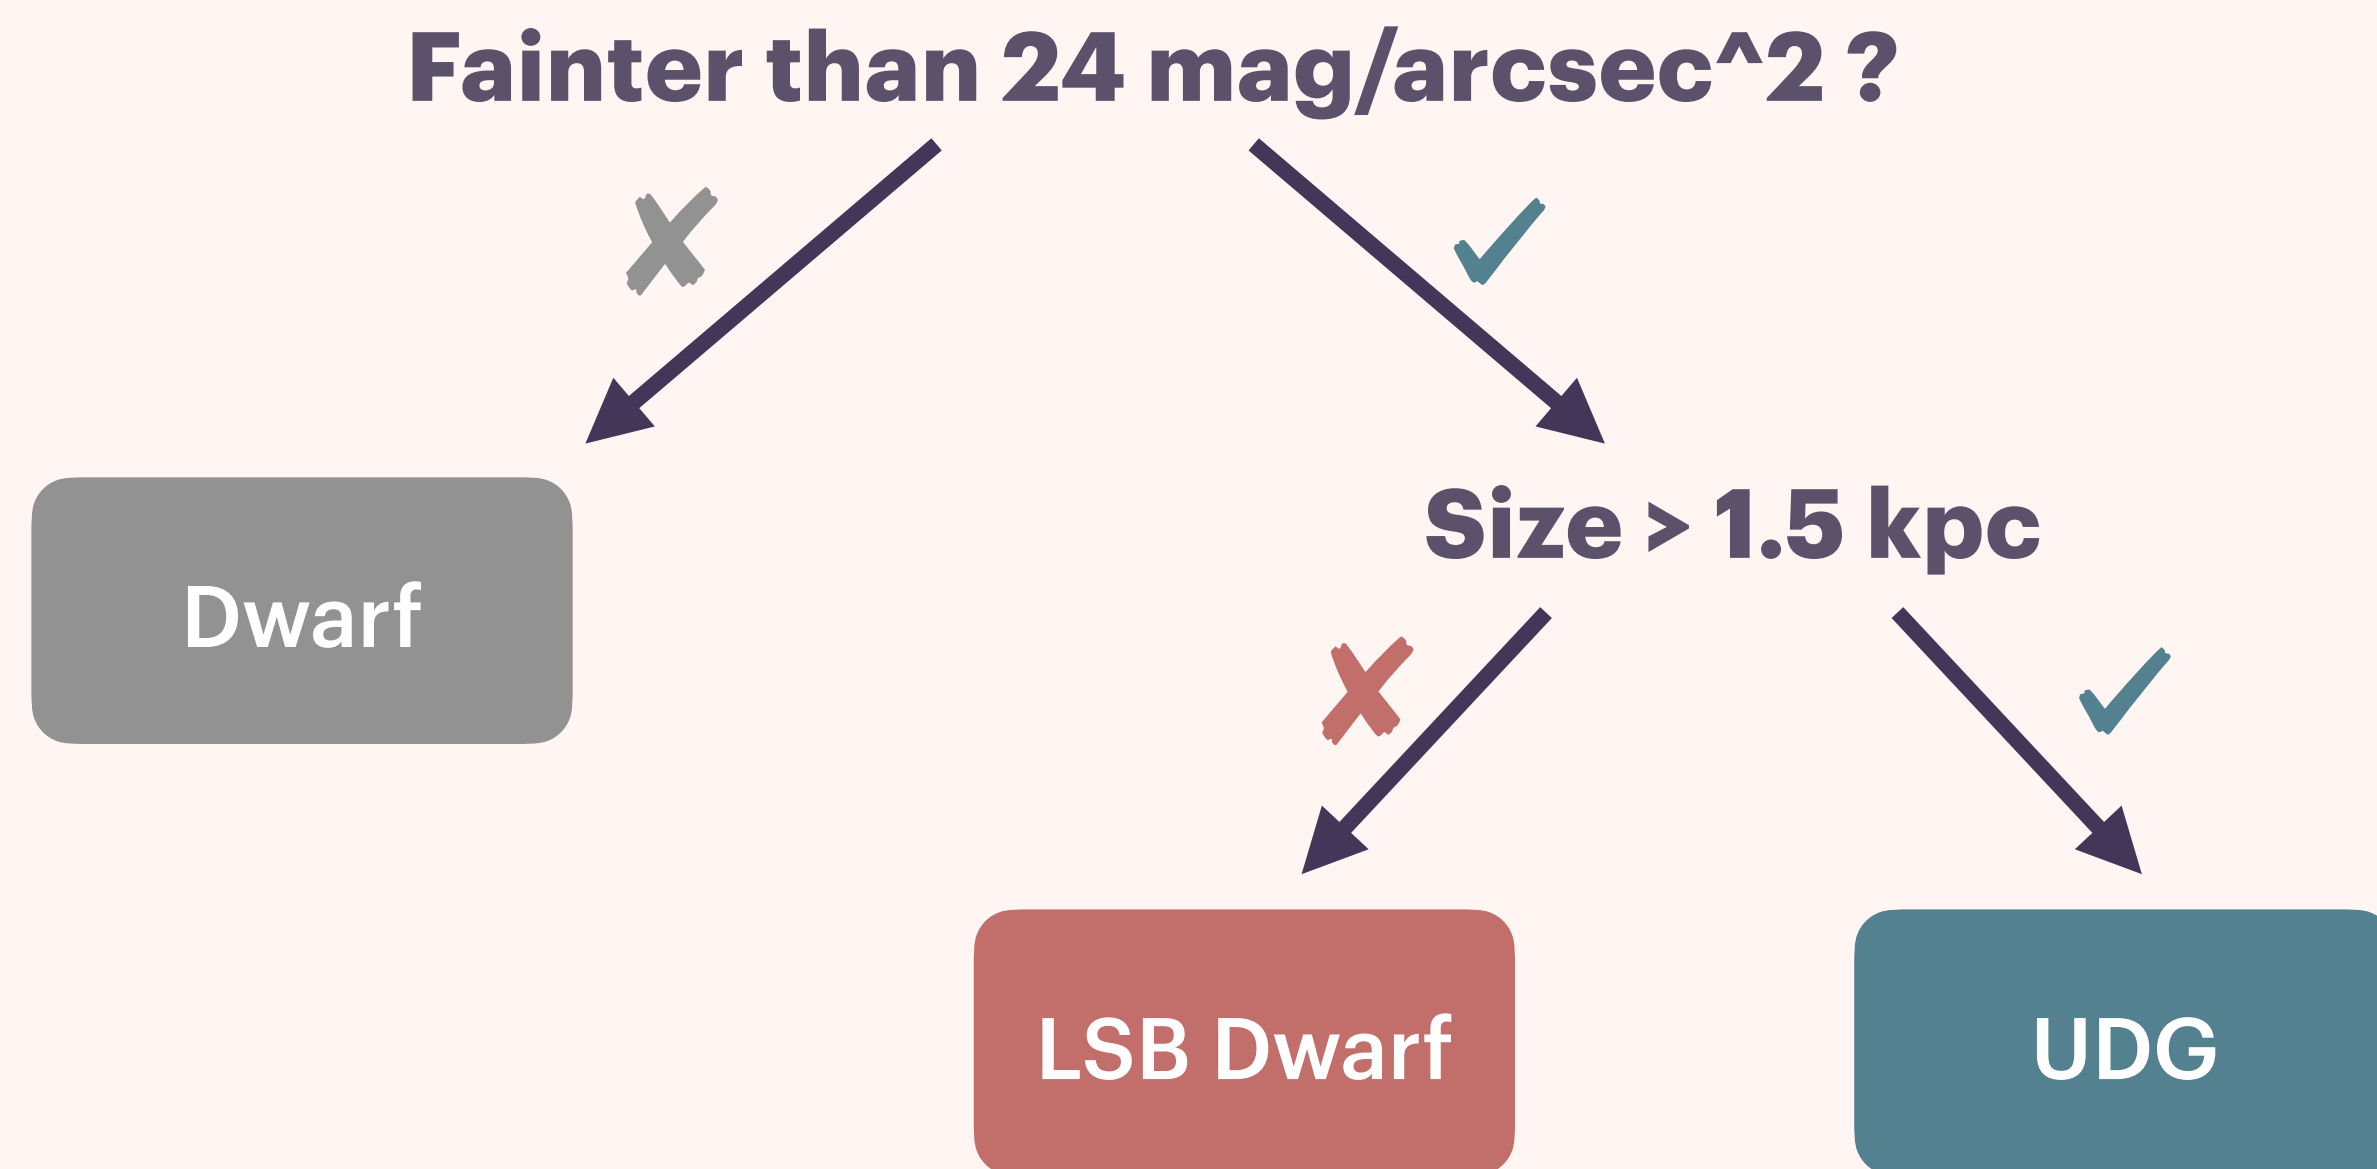 Fainter than 24 mag/arcsec^2 ?
Dwarf
Size > 1.5 kpc
LSB Dwarf
UDG